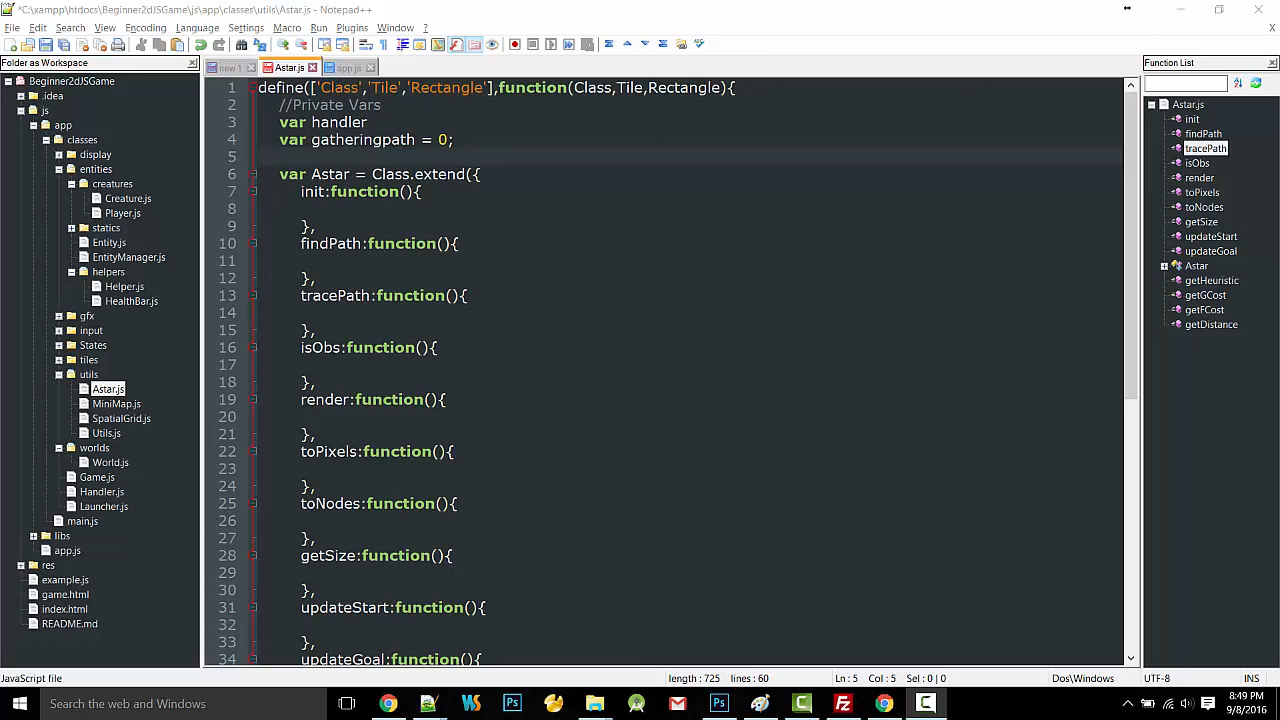 *C:\xampp\htdocs\Beginner2dJSGame\js\app\classes\utils\Astar.js - Notepad++
File Edit Search View Encoding Language Settings Macro Run Plugins Window ?
X
Folder as Workspace
new 1 Astar.js app.js
Function List
Beginner2dJSGame
idea
js
app
classes
display
entities
creatures
Creature.js
Player.js
statics
Entity.js
EntityManager.js
helpers
Helper.js
HealthBar.js
gfx
input
States
tiles
utils
Astar.js
MiniMap.js
SpatialGrid.js
Utils.js
worlds
World.js
Game.js
Handler.js
Launcher.js
main.js
libs
app.js
res
example.js
game.html
index.html
README.md
1 define(['Class','Tile','Rectangle'],function(Class,Tile,Rectangle){
2 //Private Vars
3 var handler
4 var gatheringpath = 0;
5
6 var Astar = Class.extend({
7 init:function(){
8
9 },
10 findPath:function(){
11
12 },
13 tracePath:function(){
14
15 },
16 isObs:function(){
17
18 },
19 render:function(){
20
21 },
22 toPixels:function(){
23
24 },
25 toNodes:function(){
26
27 },
28 getSize:function(){
29
30 },
31 updateStart:function(){
32
33 },
34 updateGoal:function(){
Astar.js
init
findPath
tracePath
isObs
render
toPixels
toNodes
getSize
updateStart
updateGoal
Astar
getHeuristic
getGCost
getFCost
getDistance
JavaScript file length : 725 lines : 60 Ln : 5 Col : 5 Sel : 0 | 0 Dos\Windows UTF-8 INS
Search the Web and Windows
8:49 PM
9/8/2016